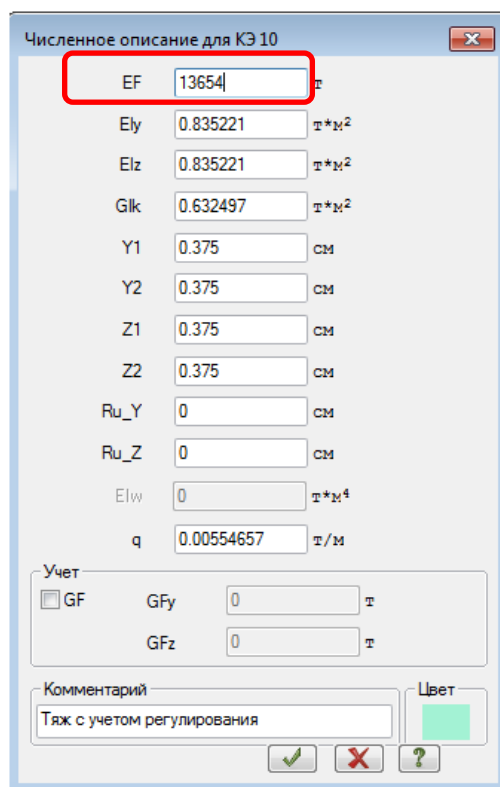 Численное описание для КЭ 10
EF 13654 т
EIy 0.835221 т*м²
EIz 0.835221 т*м²
GIk 0.632497 т*м²
Y1 0.375 см
Y2 0.375 см
Z1 0.375 см
Z2 0.375 см
Ru_Y 0 см
Ru_Z 0 см
EIw 0 т*м⁴
q 0.00554657 т/м
Учет
GF GFy 0 т
GFz 0 т
Комментарий Цвет
Тяж с учетом регулирования
?